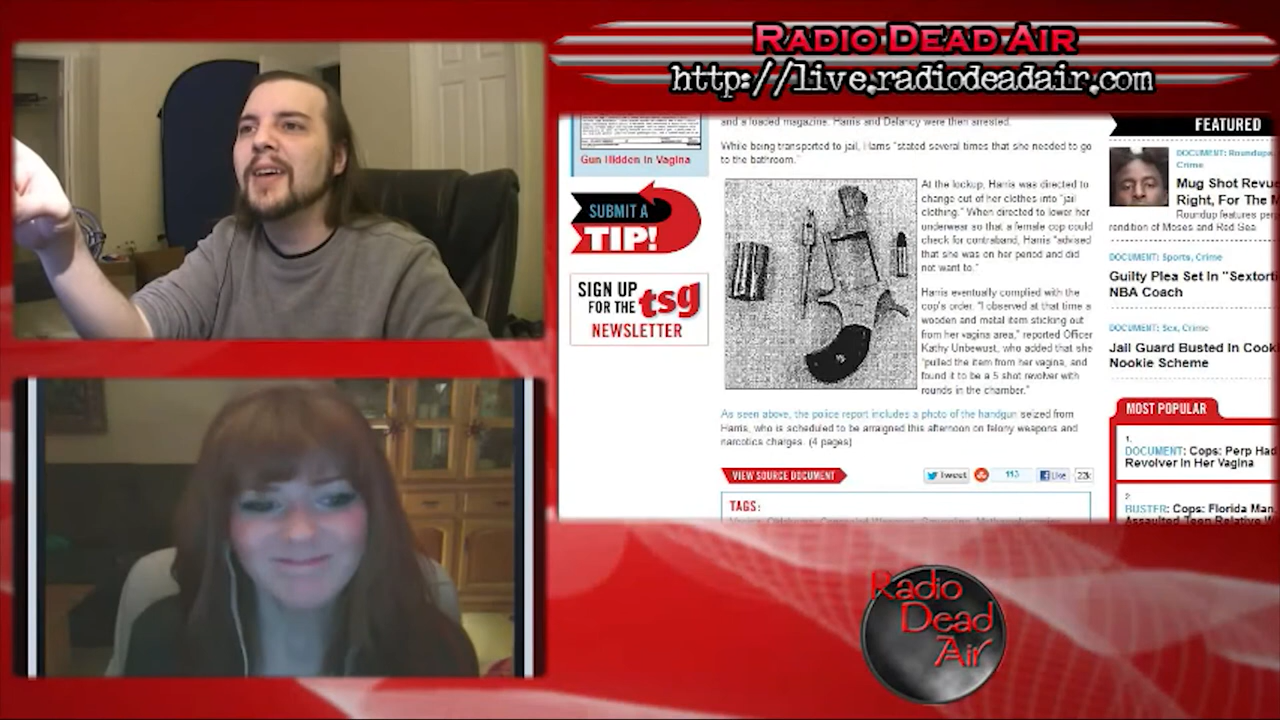 RADIO DEAD AIR
http://live.radiodeadair.com
Gun Hidden In Vagina
SUBMIT A
TIP!
SIGN UP
FOR THE tsg
NEWSLETTER
and a loaded magazine. Harris and Delancy were then arrested.
While being transported to jail, Harris "stated several times that she needed to go
to the bathroom."
At the lockup, Harris was directed to
change out of her clothes into "jail
clothing." When directed to lower her
underwear so that a female cop could
check for contraband, Harris "advised
that she was on her period and did
not want to."
Harris eventually complied with the
cop's order. "I observed at that time a
wooden and metal item sticking out
from her vagina area," reported Officer
Kathy Unbewust, who added that she
"pulled the item from her vagina, and
found it to be a 5 shot revolver with
rounds in the chamber."
As seen above, the police report includes a photo of the handgun seized from
Harris, who is scheduled to be arraigned this afternoon on felony weapons and
narcotics charges. (4 pages)
VIEW SOURCE DOCUMENT
Tweet
113
Like
22k
TAGS:
FEATURED
DOCUMENT: Roundups,
Crime
Mug Shot Revu
Right, For The M
Roundup features per
rendition of Moses and Red Sea
DOCUMENT: Sports, Crime
Guilty Plea Set In "Sextort
NBA Coach
DOCUMENT: Sex, Crime
Jail Guard Busted In Cook
Nookie Scheme
MOST POPULAR
1.
DOCUMENT: Cops: Perp Had
Revolver In Her Vagina
2.
BUSTER: Cops: Florida Man
Assaulted Teen Relative W
Radio
Dead
Air